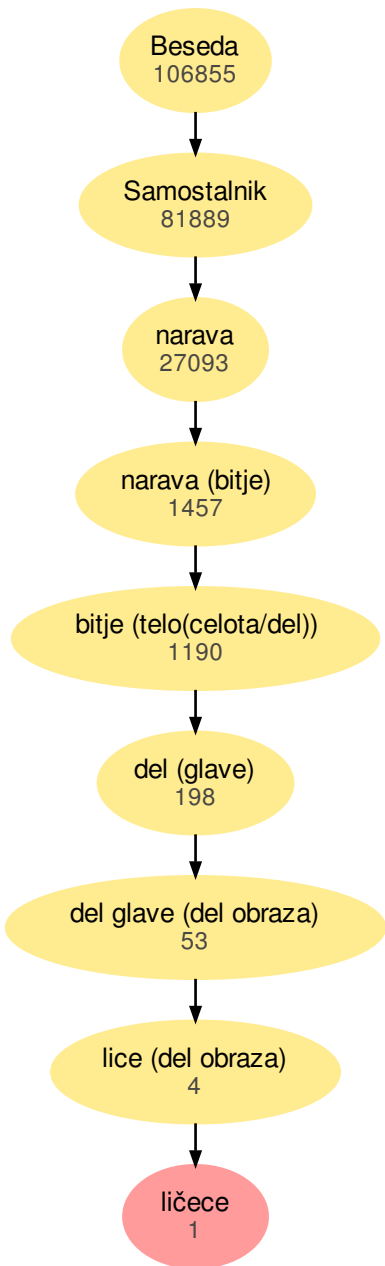 Beseda
106855
Samostalnik
81889
narava
27093
narava (bitje)
1457
bitje (telo(celota/del))
1190
del (glave)
198
del glave (del obraza)
53
lice (del obraza)
4
ličece
1